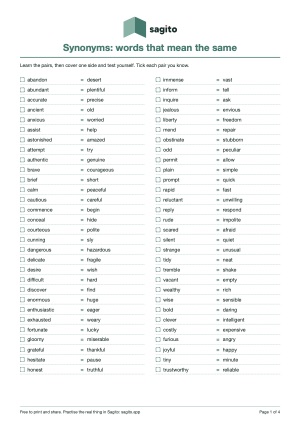 sagito
Synonyms: words that mean the same
Learn the pairs, then cover one side and test yourself. Tick each pair you know.
abandon = desert
abundant = plentiful
accurate = precise
ancient = old
anxious = worried
assist = help
astonished = amazed
attempt = try
authentic = genuine
brave = courageous
brief = short
calm = peaceful
cautious = careful
commence = begin
conceal = hide
courteous = polite
cunning = sly
dangerous = hazardous
delicate = fragile
desire = wish
difficult = hard
discover = find
enormous = huge
enthusiastic = eager
exhausted = weary
fortunate = lucky
gloomy = miserable
grateful = thankful
hesitate = pause
honest = truthful
immense = vast
inform = tell
inquire = ask
jealous = envious
liberty = freedom
mend = repair
obstinate = stubborn
odd = peculiar
permit = allow
plain = simple
prompt = quick
rapid = fast
reluctant = unwilling
reply = respond
rude = impolite
scared = afraid
silent = quiet
strange = unusual
tidy = neat
tremble = shake
vacant = empty
wealthy = rich
wise = sensible
bold = daring
clever = intelligent
costly = expensive
furious = angry
joyful = happy
tiny = minute
trustworthy = reliable
Free to print and share. Practise the real thing in Sagito: sagito.app
Page 1 of 4